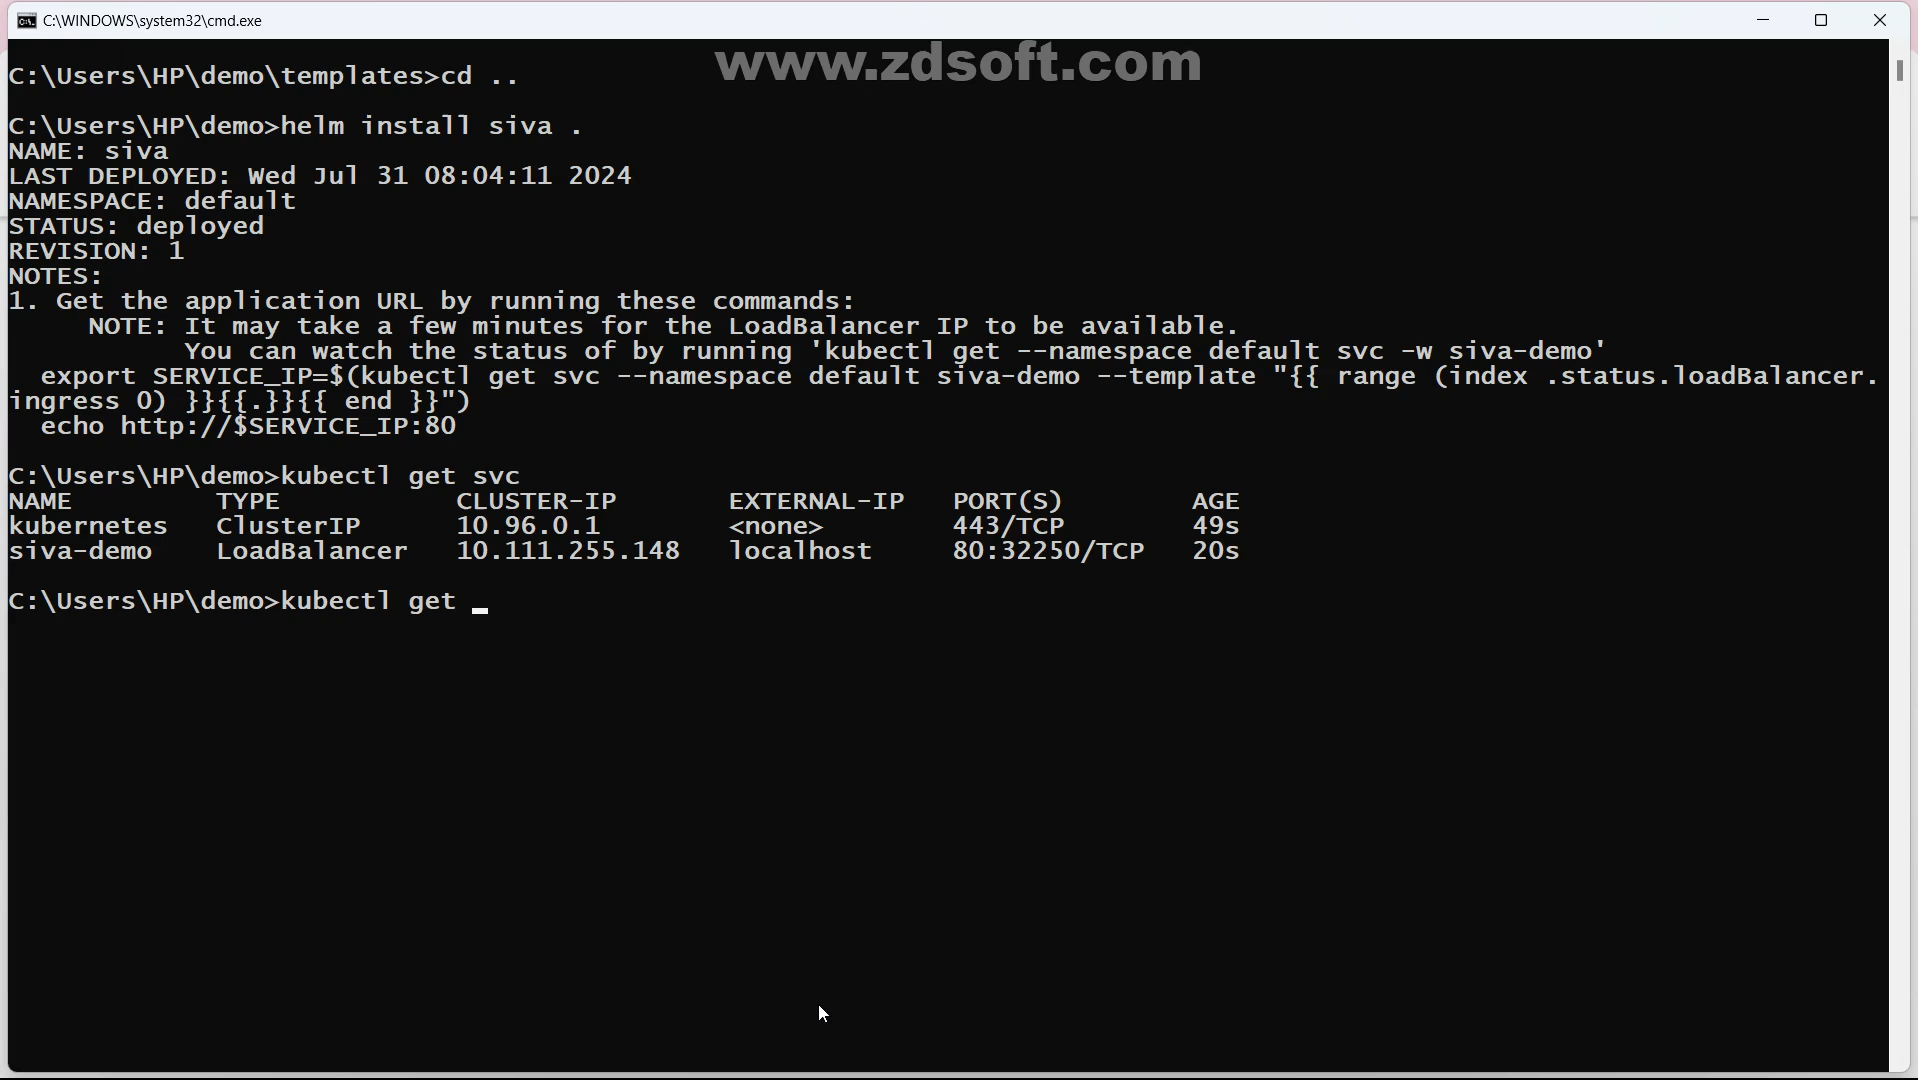 C:\WINDOWS\system32\cmd.exe
www.zdsoft.com
C:\Users\HP\demo\templates>cd ..
C:\Users\HP\demo>helm install siva .
NAME: siva
LAST DEPLOYED: Wed Jul 31 08:04:11 2024
NAMESPACE: default
STATUS: deployed
REVISION: 1
NOTES:
1. Get the application URL by running these commands:
     NOTE: It may take a few minutes for the LoadBalancer IP to be available.
           You can watch the status of by running 'kubectl get --namespace default svc -w siva-demo'
  export SERVICE_IP=$(kubectl get svc --namespace default siva-demo --template "{{ range (index .status.loadBalancer.
ingress 0) }}{{.}}{{ end }}")
  echo http://$SERVICE_IP:80
C:\Users\HP\demo>kubectl get svc
NAME         TYPE           CLUSTER-IP       EXTERNAL-IP   PORT(S)        AGE
kubernetes   ClusterIP      10.96.0.1        <none>        443/TCP        49s
siva-demo    LoadBalancer   10.111.255.148   localhost     80:32250/TCP   20s
C:\Users\HP\demo>kubectl get _